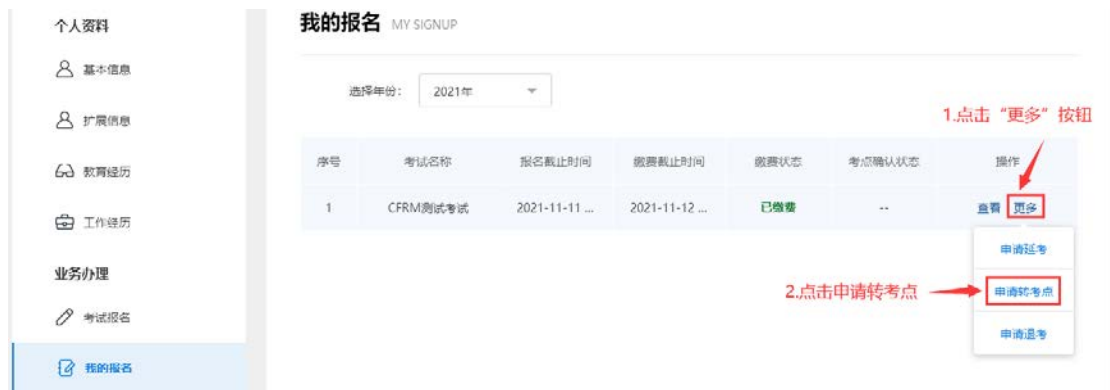 个人资料
基本信息
扩展信息
教育经历
工作经历
业务办理
考试报名
我的报名
我的报名 MY SIGNUP
选择年份： 2021年
1.点击“更多”按钮
序号 考试名称 报名截止时间 缴费截止时间 缴费状态 考点确认状态 操作
1 CFRM测试考试 2021-11-11 ... 2021-11-12 ... 已缴费 -- 查看 更多
申请延考
2.点击申请转考点 申请转考点
申请退考